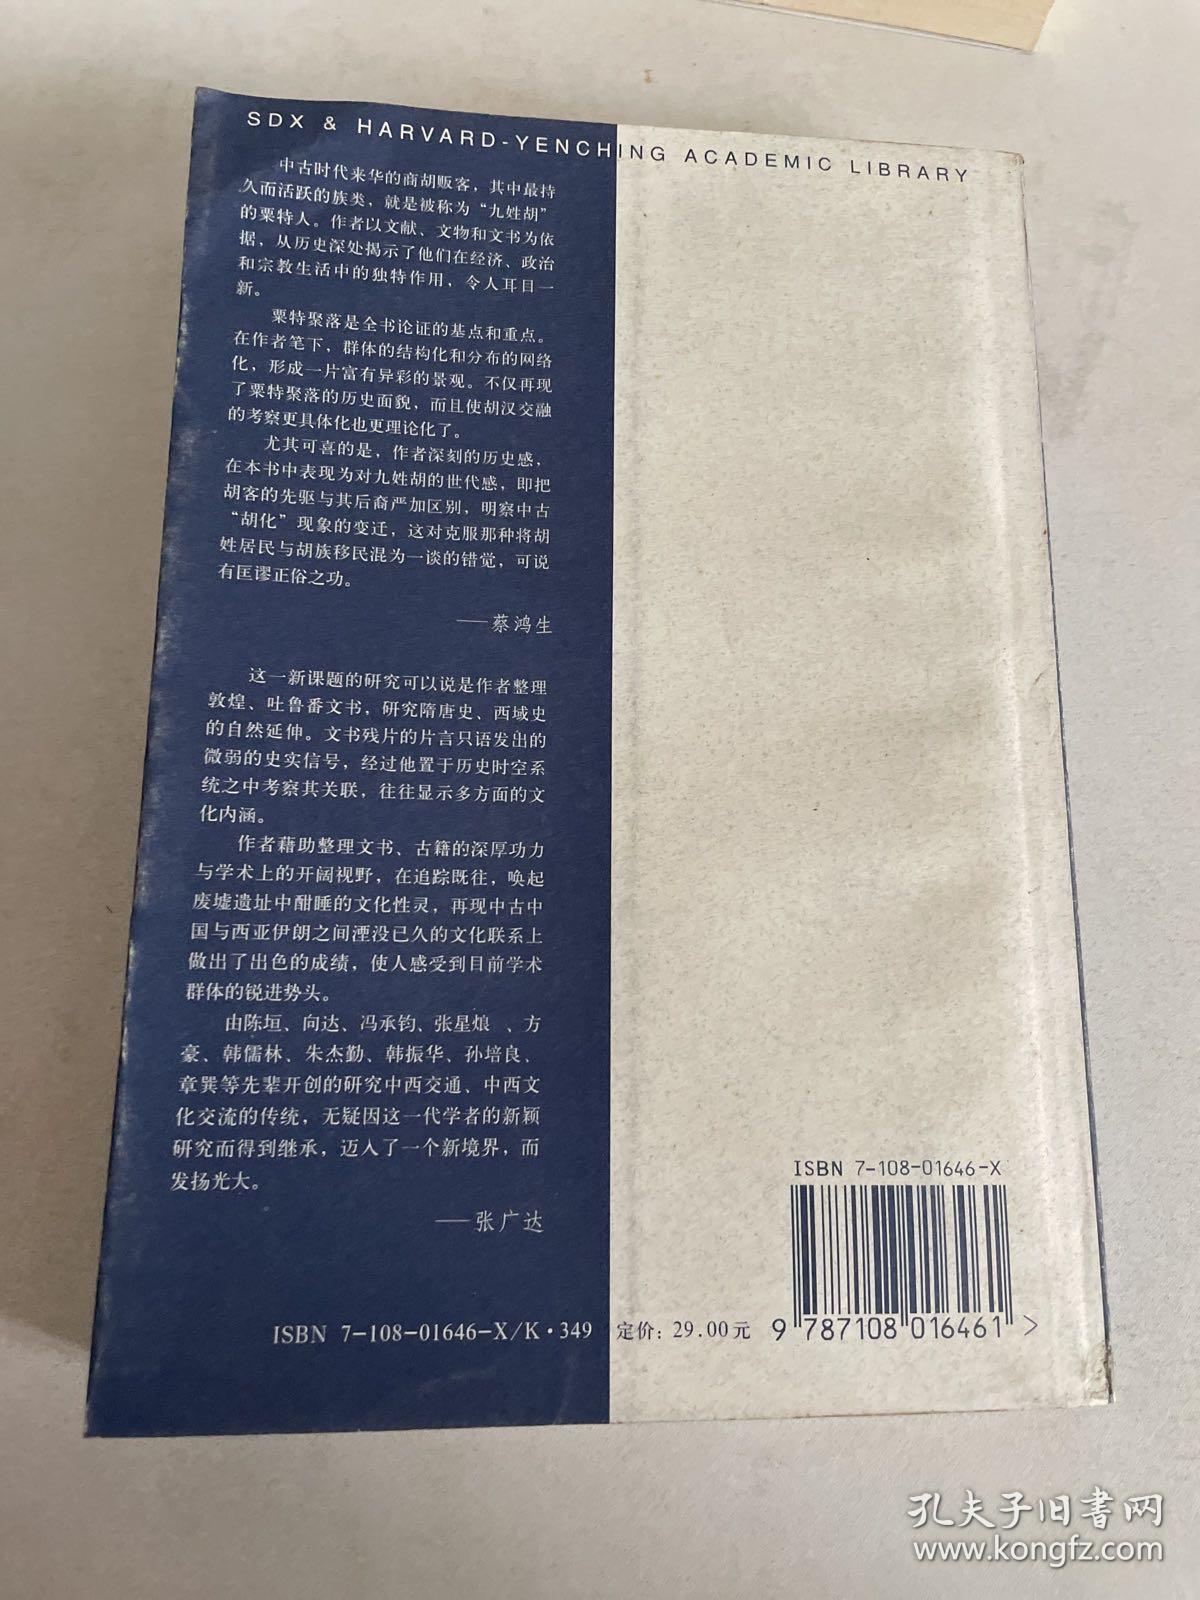 SDX & HARVARD-YENCHING ACADEMIC LIBRARY
中古时代来华的商胡贩客，其中最持
久而活跃的族类，就是被称为“九姓胡”
的粟特人。作者以文献、文物和文书为依
据，从历史深处揭示了他们在经济、政治
和宗教生活中的独特作用，令人耳目一
新。
粟特聚落是全书论证的基点和重点。
在作者笔下，群体的结构化和分布的网络
化，形成一片富有异彩的景观。不仅再现
了粟特聚落的历史面貌，而且使胡汉交融
的考察更具体化也更理论化了。
尤其可喜的是，作者深刻的历史感，
在本书中表现为对九姓胡的世代感，即把
胡客的先驱与其后裔严加区别，明察中古
“胡化”现象的变迁，这对克服那种将胡
姓居民与胡族移民混为一谈的错觉，可说
有匡谬正俗之功。
——蔡鸿生
这一新课题的研究可以说是作者整理
敦煌、吐鲁番文书，研究隋唐史、西域史
的自然延伸。文书残片的片言只语发出的
微弱的史实信号，经过他置于历史时空系
统之中考察其关联，往往显示多方面的文
化内涵。
作者藉助整理文书、古籍的深厚功力
与学术上的开阔视野，在追踪既往，唤起
废墟遗址中酣睡的文化性灵，再现中古中
国与西亚伊朗之间湮没已久的文化联系上
做出了出色的成绩，使人感受到目前学术
群体的锐进势头。
由陈垣、向达、冯承钧、张星烺 、方
豪、韩儒林、朱杰勤、韩振华、孙培良、
章巽等先辈开创的研究中西交通、中西文
化交流的传统，无疑因这一代学者的新颖
研究而得到继承，迈入了一个新境界，而
发扬光大。
——张广达
ISBN 7-108-01646-X
9 787108 016461 >
ISBN 7-108-01646-X/K·349 定价：29.00元
孔夫子旧书网
www.kongfz.com